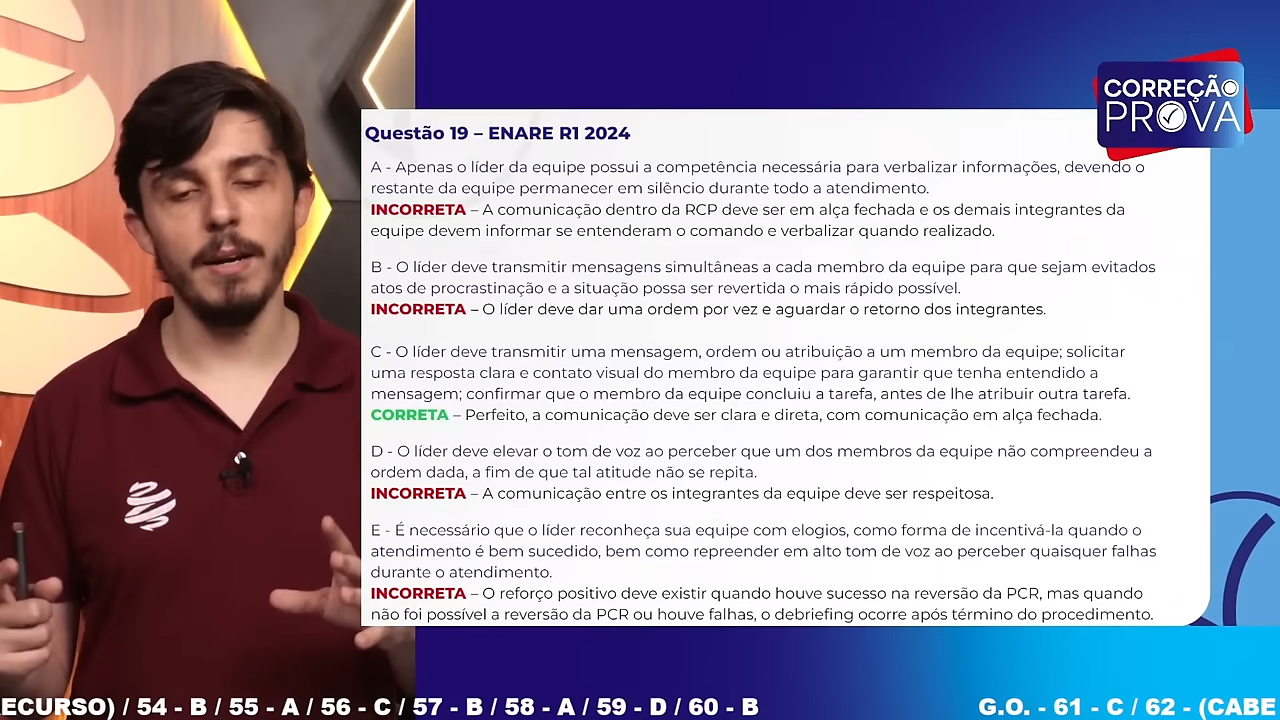 CORREÇÃO
PROVA
Questão 19 – ENARE R1 2024
A - Apenas o líder da equipe possui a competência necessária para verbalizar informações, devendo o
restante da equipe permanecer em silêncio durante todo a atendimento.
INCORRETA – A comunicação dentro da RCP deve ser em alça fechada e os demais integrantes da
equipe devem informar se entenderam o comando e verbalizar quando realizado.
B - O líder deve transmitir mensagens simultâneas a cada membro da equipe para que sejam evitados
atos de procrastinação e a situação possa ser revertida o mais rápido possível.
INCORRETA – O líder deve dar uma ordem por vez e aguardar o retorno dos integrantes.
C - O líder deve transmitir uma mensagem, ordem ou atribuição a um membro da equipe; solicitar
uma resposta clara e contato visual do membro da equipe para garantir que tenha entendido a
mensagem; confirmar que o membro da equipe concluiu a tarefa, antes de lhe atribuir outra tarefa.
CORRETA – Perfeito, a comunicação deve ser clara e direta, com comunicação em alça fechada.
D - O líder deve elevar o tom de voz ao perceber que um dos membros da equipe não compreendeu a
ordem dada, a fim de que tal atitude não se repita.
INCORRETA – A comunicação entre os integrantes da equipe deve ser respeitosa.
E - É necessário que o líder reconheça sua equipe com elogios, como forma de incentivá-la quando o
atendimento é bem sucedido, bem como repreender em alto tom de voz ao perceber quaisquer falhas
durante o atendimento.
INCORRETA – O reforço positivo deve existir quando houve sucesso na reversão da PCR, mas quando
não foi possível a reversão da PCR ou houve falhas, o debriefing ocorre após término do procedimento.
ECURSO) / 54 - B / 55 - A / 56 - C / 57 - B / 58 - A / 59 - D / 60 - B G.O. - 61 - C / 62 - (CABE